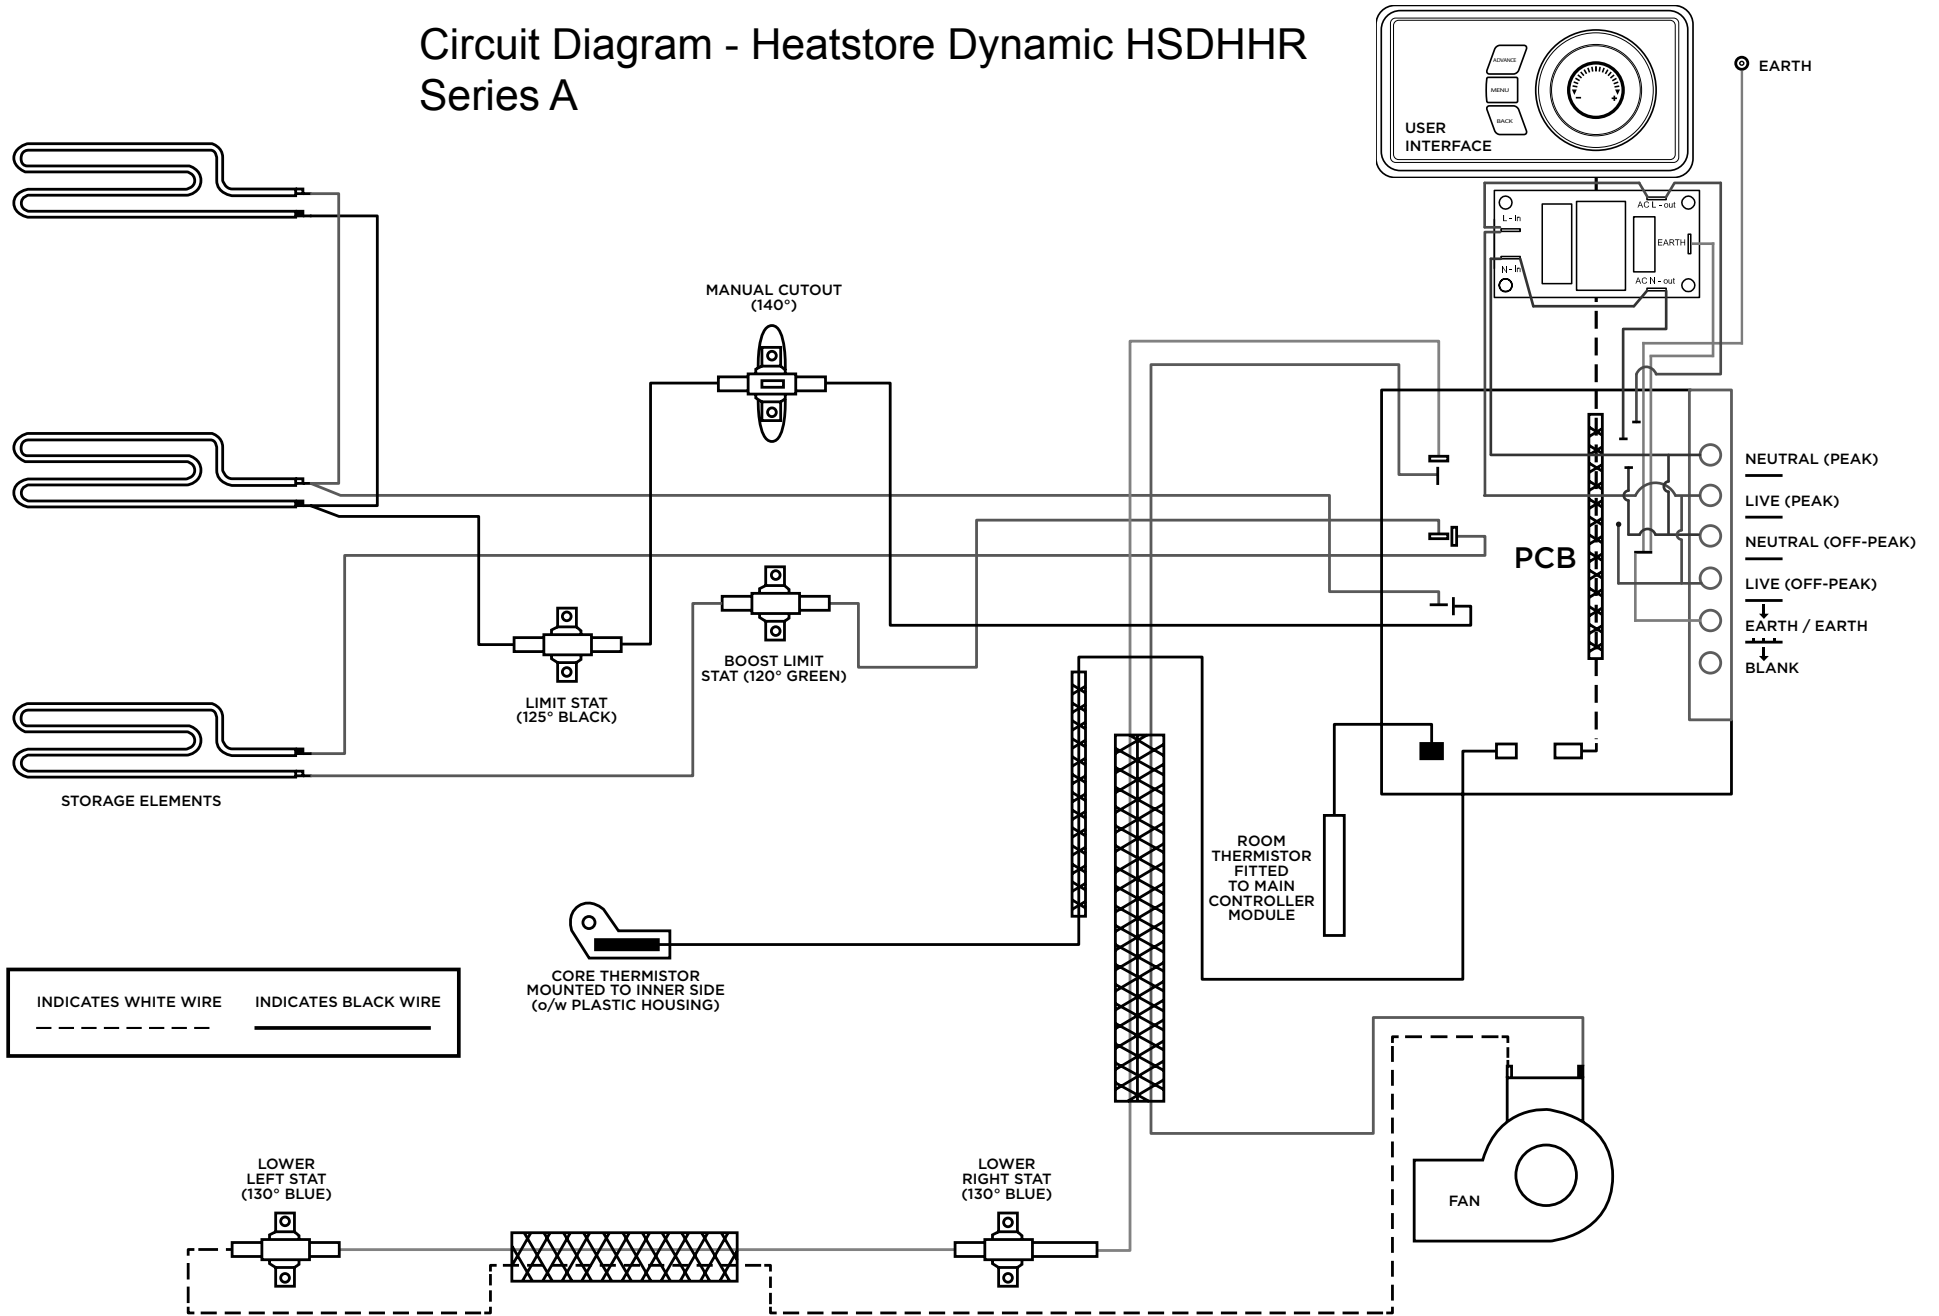 Circuit Diagram - Heatstore Dynamic HSDHHR
Series A
ADVANCE
MENU
BACK
USER
INTERFACE
EARTH
AC L - out
L - In
EARTH
N - In
AC N - out
MANUAL CUTOUT
(140°)
NEUTRAL (PEAK)
LIVE (PEAK)
NEUTRAL (OFF-PEAK)
LIVE (OFF-PEAK)
EARTH / EARTH
BLANK
PCB
BOOST LIMIT
STAT (120° GREEN)
LIMIT STAT
(125° BLACK)
STORAGE ELEMENTS
ROOM
THERMISTOR
FITTED
TO MAIN
CONTROLLER
MODULE
CORE THERMISTOR
MOUNTED TO INNER SIDE
(o/w PLASTIC HOUSING)
INDICATES WHITE WIRE
INDICATES BLACK WIRE
LOWER
LEFT STAT
(130° BLUE)
LOWER
RIGHT STAT
(130° BLUE)
FAN